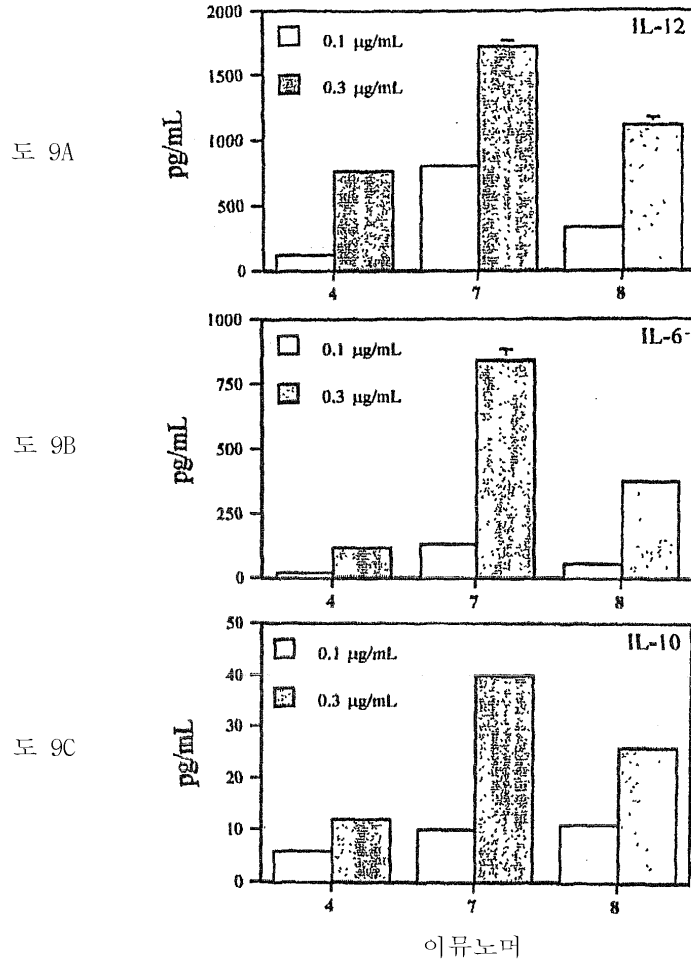 도 9A
pg/mL
2000
1500
1000
500
0
IL-12
0.1 µg/mL
0.3 µg/mL
4 7 8
도 9B
pg/mL
1000
750
500
250
0
IL-6
0.1 µg/mL
0.3 µg/mL
4 7 8
도 9C
pg/mL
50
40
30
20
10
0
IL-10
0.1 µg/mL
0.3 µg/mL
4 7 8
이뮤노머